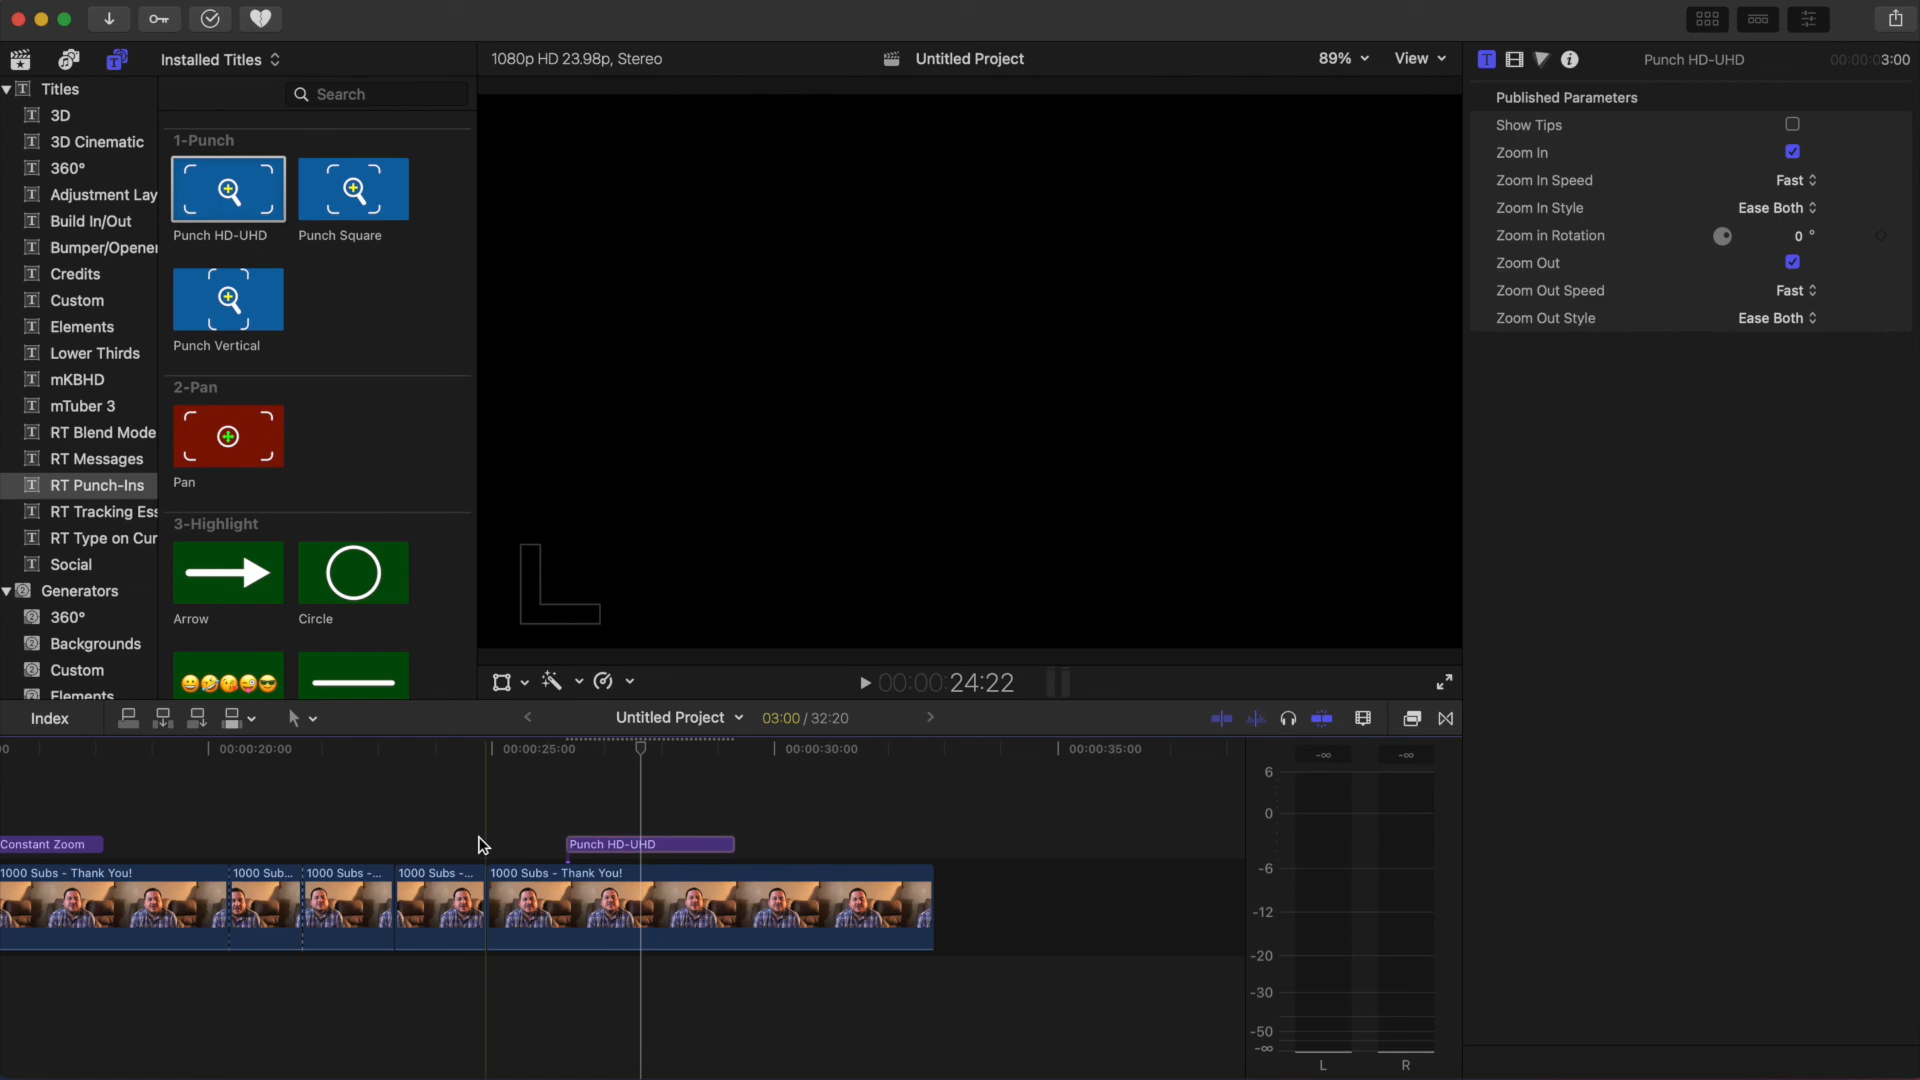 Installed Titles
1080p HD 23.98p, Stereo
Untitled Project
89%
View
Punch HD-UHD
00:00:03:00
Titles
3D
3D Cinematic
360°
Adjustment Lay
Build In/Out
Bumper/Opener
Credits
Custom
Elements
Lower Thirds
mKBHD
mTuber 3
RT Blend Mode
RT Messages
RT Punch-Ins
RT Tracking Ess
RT Type on Cur
Social
Generators
360°
Backgrounds
Custom
Elements
Search
1-Punch
Punch HD-UHD
Punch Square
Punch Vertical
2-Pan
Pan
3-Highlight
Arrow
Circle
Published Parameters
Show Tips
Zoom In
Zoom In Speed
Fast
Zoom In Style
Ease Both
Zoom in Rotation
0 °
Zoom Out
Zoom Out Speed
Fast
Zoom Out Style
Ease Both
00:00:24:22
Index
Untitled Project
03:00 / 32:20
0
00:00:20:00
00:00:25:00
00:00:30:00
00:00:35:00
Constant Zoom
Punch HD-UHD
1000 Subs - Thank You!
1000 Sub...
1000 Subs -...
1000 Subs -...
1000 Subs - Thank You!
-∞
-∞
6
0
-6
-12
-20
-30
-50
-∞
L
R